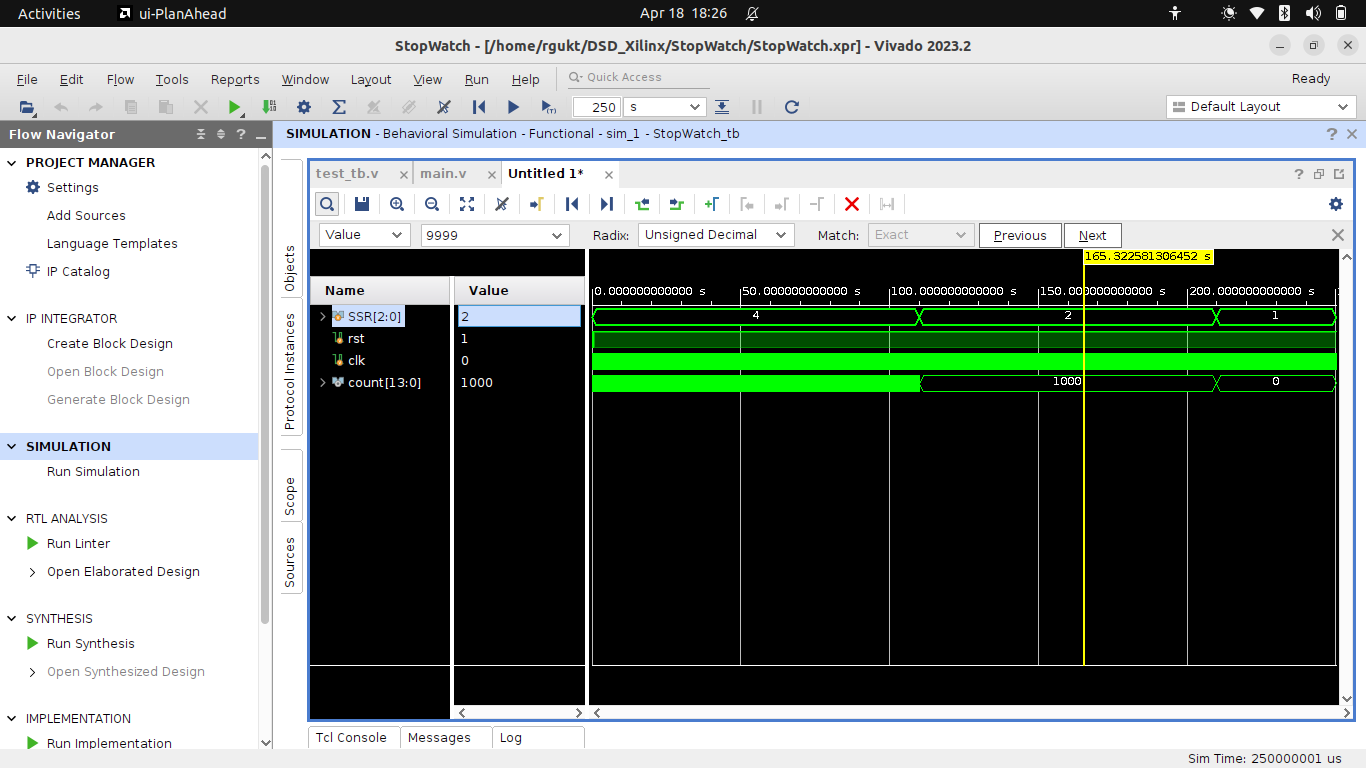 Activities ui-PlanAhead Apr 18 18:26
StopWatch - [/home/rgukt/DSD_Xilinx/StopWatch/StopWatch.xpr] - Vivado 2023.2
File Edit Flow Tools Reports Window Layout View Run Help Quick Access Ready
250 s Default Layout
Flow Navigator
SIMULATION - Behavioral Simulation - Functional - sim_1 - StopWatch_tb
PROJECT MANAGER
Settings
Add Sources
Language Templates
IP Catalog
IP INTEGRATOR
Create Block Design
Open Block Design
Generate Block Design
SIMULATION
Run Simulation
RTL ANALYSIS
Run Linter
Open Elaborated Design
SYNTHESIS
Run Synthesis
Open Synthesized Design
IMPLEMENTATION
Run Implementation
Objects
Protocol Instances
Scope
Sources
test_tb.v main.v Untitled 1*
Value 9999 Radix: Unsigned Decimal Match: Exact Previous Next
165.322581306452 s
Name Value
0.000000000000 s 50.000000000000 s 100.000000000000 s 150.000000000000 s 200.000000000000 s
SSR[2:0] 2 4 2 1
rst 1
clk 0
count[13:0] 1000 1000 0
Tcl Console Messages Log
Sim Time: 250000001 us